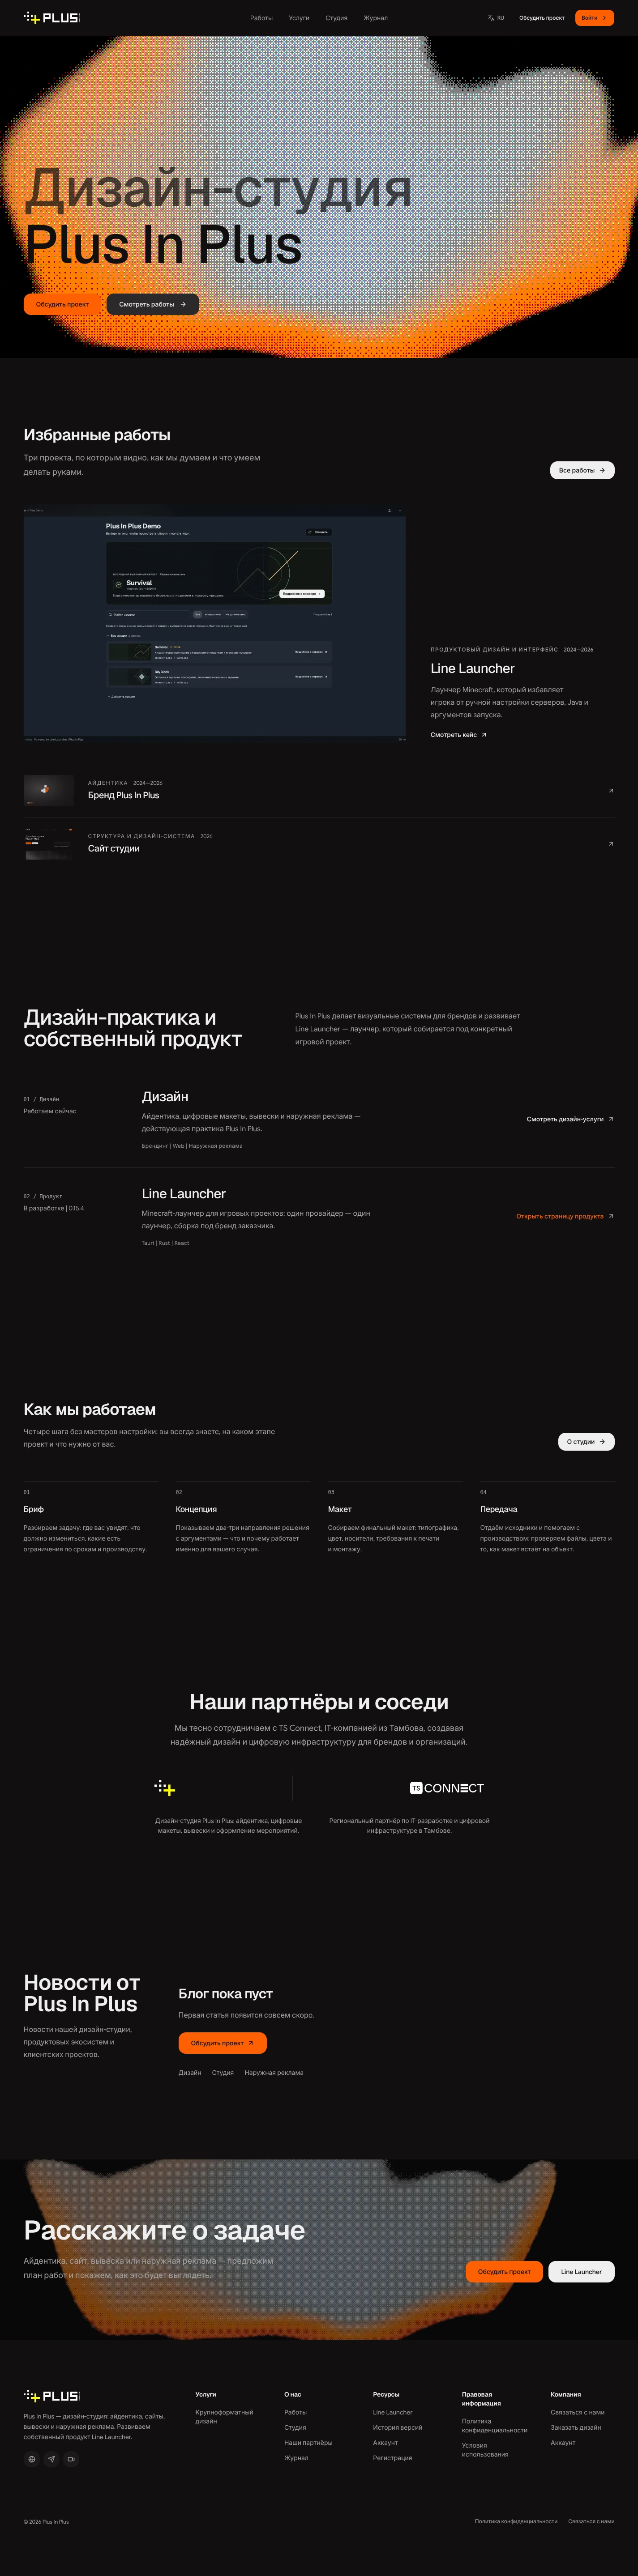 PLUS
Работы
Услуги
Студия
Журнал
RU
Обсудить проект
Войти
Дизайн-студия
Plus In Plus
Обсудить проект
Смотреть работы
Избранные работы
Три проекта, по которым видно, как мы думаем и что умеем
делать руками.
Все работы
Plus In Plus Demo
Survival
Survival
SkyBlock
ПРОДУКТОВЫЙ ДИЗАЙН И ИНТЕРФЕЙС 2024—2026
Line Launcher
Лаунчер Minecraft, который избавляет
игрока от ручной настройки серверов, Java и
аргументов запуска.
Смотреть кейс
АЙДЕНТИКА 2024—2026
Бренд Plus In Plus
СТРУКТУРА И ДИЗАЙН-СИСТЕМА 2026
Сайт студии
Дизайн-практика и
собственный продукт
Plus In Plus делает визуальные системы для брендов и развивает
Line Launcher — лаунчер, который собирается под конкретный
игровой проект.
01 / Дизайн
Работаем сейчас
Дизайн
Айдентика, цифровые макеты, вывески и наружная реклама —
действующая практика Plus In Plus.
Брендинг | Web | Наружная реклама
Смотреть дизайн-услуги
02 / Продукт
В разработке | 0.15.4
Line Launcher
Minecraft-лаунчер для игровых проектов: один провайдер — один
лаунчер, сборка под бренд заказчика.
Tauri | Rust | React
Открыть страницу продукта
Как мы работаем
Четыре шага без мастеров настройки: вы всегда знаете, на каком этапе
проект и что нужно от вас.
О студии
01
Бриф
Разбираем задачу: где вас увидят, что
должно измениться, какие есть
ограничения по срокам и производству.
02
Концепция
Показываем два-три направления решения
с аргументами — что и почему работает
именно для вашего случая.
03
Макет
Собираем финальный макет: типографика,
цвет, носители, требования к печати
и монтажу.
04
Передача
Отдаём исходники и помогаем с
производством: проверяем файлы, цвета и
то, как макет встаёт на объект.
Наши партнёры и соседи
Мы тесно сотрудничаем с TS Connect, IT-компанией из Тамбова, создавая
надёжный дизайн и цифровую инфраструктуру для брендов и организаций.
TS CONNECT
Дизайн-студия Plus In Plus: айдентика, цифровые
макеты, вывески и оформление мероприятий.
Региональный партнёр по IT-разработке и цифровой
инфраструктуре в Тамбове.
Новости от
Plus In Plus
Новости нашей дизайн-студии,
продуктовых экосистем и
клиентских проектов.
Блог пока пуст
Первая статья появится совсем скоро.
Обсудить проект
Дизайн
Студия
Наружная реклама
Расскажите о задаче
Айдентика, сайт, вывеска или наружная реклама — предложим
план работ и покажем, как это будет выглядеть.
Обсудить проект
Line Launcher
PLUS
Plus In Plus — дизайн-студия: айдентика, сайты,
вывески и наружная реклама. Развиваем
собственный продукт Line Launcher.
Услуги
Крупноформатный
дизайн
О нас
Работы
Студия
Наши партнёры
Журнал
Ресурсы
Line Launcher
История версий
Аккаунт
Регистрация
Правовая
информация
Политика
конфиденциальности
Условия
использования
Компания
Связаться с нами
Заказать дизайн
Аккаунт
© 2026 Plus In Plus
Политика конфиденциальности
Связаться с нами